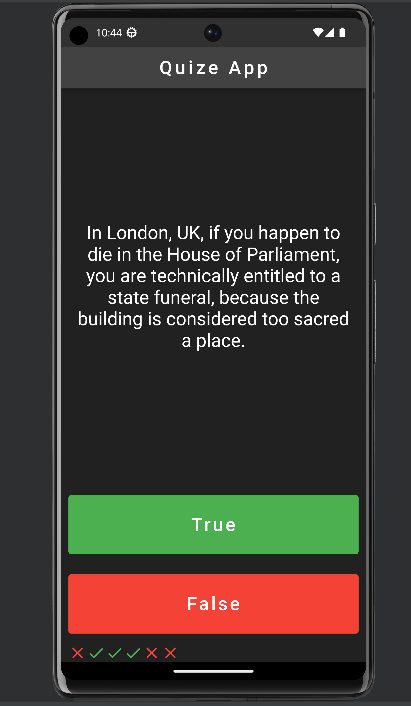 10:44
Quize App
In London, UK, if you happen to
die in the House of Parliament,
you are technically entitled to a
state funeral, because the
building is considered too sacred
a place.
True
False